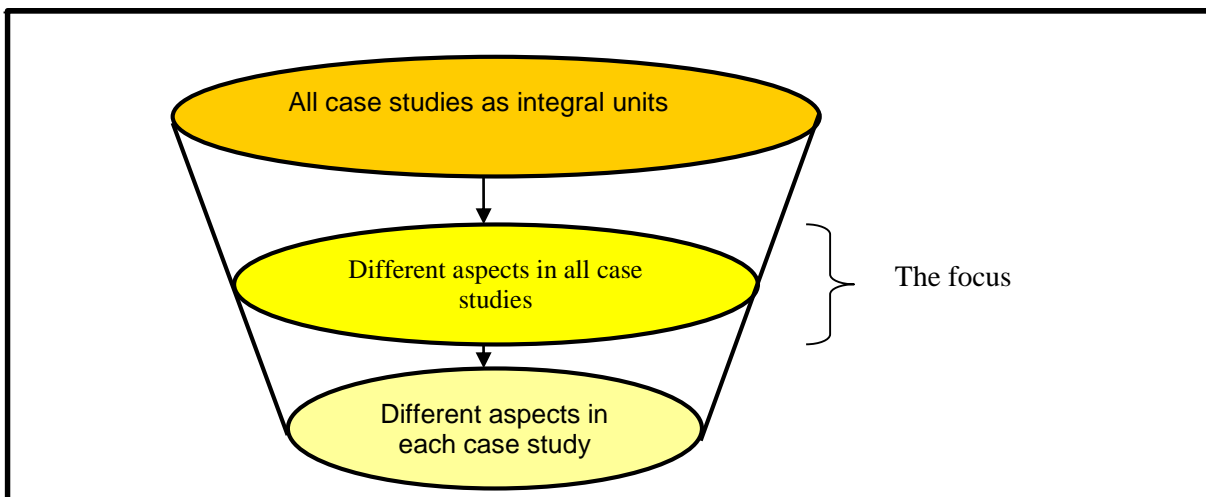 All case studies as integral units
Different aspects in all case
studies
The focus
Different aspects in
each case study